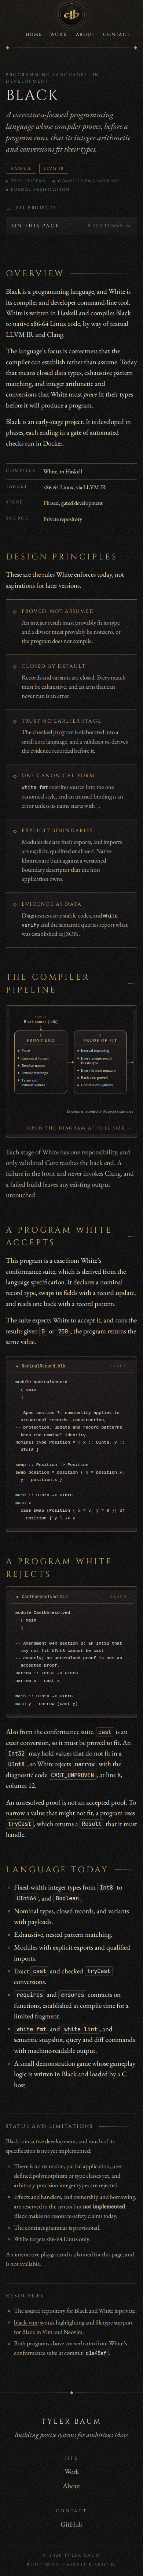 HOME WORK ABOUT CONTACT
PROGRAMMING LANGUAGES · IN
DEVELOPMENT
BLACK
A correctness-focused programming
language whose compiler proves, before a
program runs, that its integer arithmetic
and conversions fit their types.
HASKELL LLVM IR
TYPE SYSTEMS COMPILER ENGINEERING
FORMAL VERIFICATION
← ALL PROJECTS
ON THIS PAGE 8 SECTIONS
OVERVIEW
Black is a programming language, and White is
its compiler and developer command-line tool.
White is written in Haskell and compiles Black
to native x86-64 Linux code, by way of textual
LLVM IR and Clang.
The language's focus is correctness that the
compiler can establish rather than assume. Today
that means closed data types, exhaustive pattern
matching, and integer arithmetic and
conversions that White must prove fit their types
before it will produce a program.
Black is an early-stage project. It is developed in
phases, each ending in a gate of automated
checks run in Docker.
COMPILER White, in Haskell
TARGET x86-64 Linux, via LLVM IR
STAGE Phased, gated development
SOURCE Private repository
DESIGN PRINCIPLES
These are the rules White enforces today, not
aspirations for later versions.
PROVED, NOT ASSUMED
An integer result must provably fit its type
and a divisor must provably be nonzero, or
the program does not compile.
CLOSED BY DEFAULT
Records and variants are closed. Every match
must be exhaustive, and an arm that can
never run is an error.
TRUST NO EARLIER STAGE
The checked program is elaborated into a
small core language, and a validator re-derives
the evidence recorded before it.
ONE CANONICAL FORM
white fmt rewrites source into the one
canonical style, and an unused binding is an
error unless its name starts with _.
EXPLICIT BOUNDARIES
Modules declare their exports, and imports
are explicit, qualified or aliased. Native
libraries are built against a versioned
boundary descriptor that the host
application owns.
EVIDENCE AS DATA
Diagnostics carry stable codes, and white
verify and the semantic queries report what
was established as JSON.
THE COMPILER
PIPELINE
INPUT
Black source (.blk)
FRONT END
Parse
Canonical format
Resolve names
Unused bindings
Types and
exhaustiveness
PROOF OF FIT
Interval reasoning
Every integer result
fits its type
Every divisor nonzero
Each cast proved
Contract obligations
OPEN THE DIAGRAM AT FULL SIZE →
Each stage of White has one responsibility, and
only validated Core reaches the back end. A
failure in the front end never invokes Clang, and
a failed build leaves any existing output
untouched.
A PROGRAM WHITE
ACCEPTS
This program is a case from White's
conformance suite, which is derived from the
language specification. It declares a nominal
record type, swaps its fields with a record update,
and reads one back with a record pattern.
The suite expects White to accept it, and runs the
result: given 0 or 200, the program returns the
same value.
NominalRecord.blk BLACK
module NominalRecord
( main
)
-- Spec section 7: nominality applies to
structural records. Construction,
-- projection, update and record patterns
keep the nominal identity.
nominal type Position = { x :: UInt8, y ::
UInt8 }
swap :: Position -> Position
swap position = position { x = position.y,
y = position.x }
main :: UInt8 -> UInt8
main v =
case swap (Position { x = v, y = 0 }) of
Position { y } -> y
A PROGRAM WHITE
REJECTS
CastUnresolved.blk BLACK
module CastUnresolved
( main
)
-- Amendment 040 section 3: an Int32 that
may not fit UInt8 cannot be cast
-- exactly; an unresolved proof is not an
accepted proof.
narrow :: Int32 -> UInt8
narrow x = cast x
main :: UInt8 -> UInt8
main y = narrow (cast y)
Also from the conformance suite. cast is an
exact conversion, so it must be proved to fit. An
Int32 may hold values that do not fit in a
UInt8, so White rejects narrow with the
diagnostic code CAST_UNPROVEN, at line 8,
column 12.
An unresolved proof is not an accepted proof. To
narrow a value that might not fit, a program uses
tryCast, which returns a Result that it must
handle.
LANGUAGE TODAY
Fixed-width integer types from Int8 to
UInt64, and Boolean.
Nominal types, closed records, and variants
with payloads.
Exhaustive, nested pattern matching.
Modules with explicit exports and qualified
imports.
Exact cast and checked tryCast
conversions.
requires and ensures contracts on
functions, established at compile time for a
limited fragment.
white fmt and white lint, and
semantic snapshot, query and diff commands
with machine-readable output.
A small demonstration game whose gameplay
logic is written in Black and loaded by a C
host.
STATUS AND LIMITATIONS
Black is in active development, and much of its
specification is not yet implemented:
There is no recursion, partial application, user-
defined polymorphism or type classes yet, and
arbitrary-precision integer types are rejected.
Effects and handlers, and ownership and borrowing,
are reserved in the syntax but not implemented.
Black makes no resource-safety claims today.
The contract grammar is provisional.
White targets x86-64 Linux only.
An interactive playground is planned for this page, and
is not available.
RESOURCES
The source repository for Black and White is private.
black-vim: syntax highlighting and filetype support
for Black in Vim and Neovim.
Both programs above are verbatim from White's
conformance suite at commit
TYLER BAUM
Building precise systems for ambitious ideas.
SITE
Work
About
CONTACT
GitHub
© 2026 TYLER BAUM
BUILT WITH HASKELL &